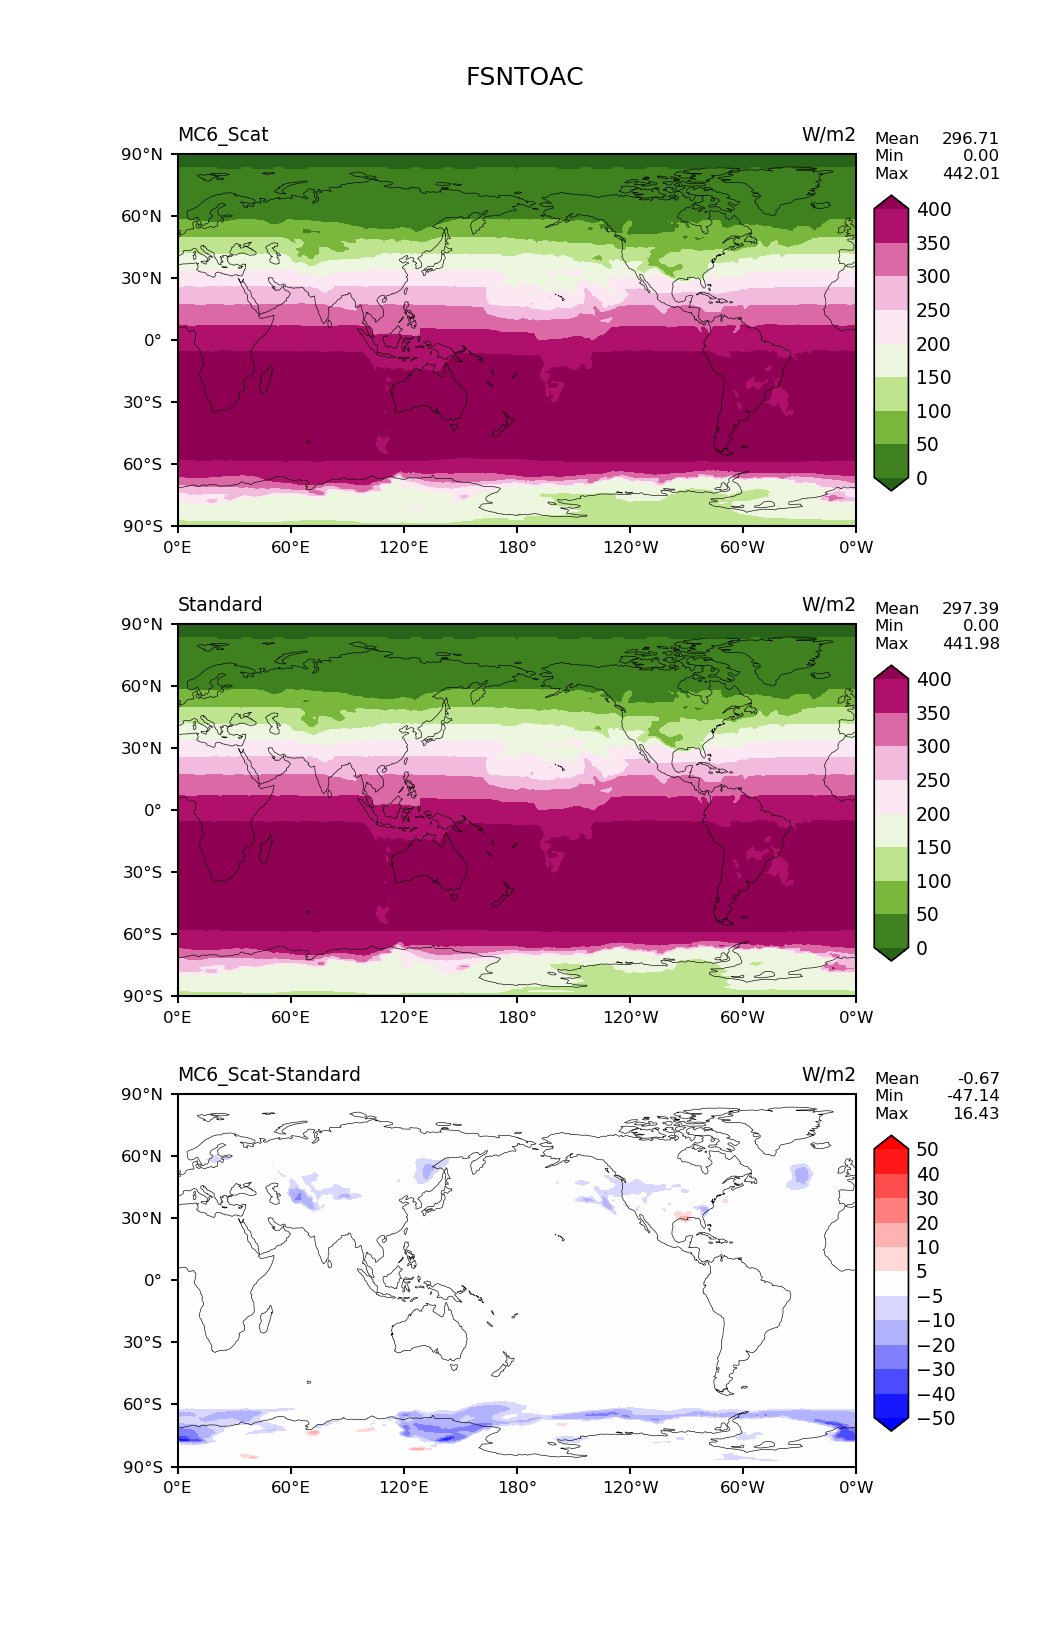 FSNTOAC
MC6_Scat W/m2
Mean 296.71
Min 0.00
Max 442.01
90°N
60°N
30°N
0°
30°S
60°S
90°S
0°E 60°E 120°E 180° 120°W 60°W 0°W
400
350
300
250
200
150
100
50
0
Standard W/m2
Mean 297.39
Min 0.00
Max 441.98
90°N
60°N
30°N
0°
30°S
60°S
90°S
0°E 60°E 120°E 180° 120°W 60°W 0°W
400
350
300
250
200
150
100
50
0
MC6_Scat-Standard W/m2
Mean -0.67
Min -47.14
Max 16.43
90°N
60°N
30°N
0°
30°S
60°S
90°S
0°E 60°E 120°E 180° 120°W 60°W 0°W
50
40
30
20
10
5
−5
−10
−20
−30
−40
−50